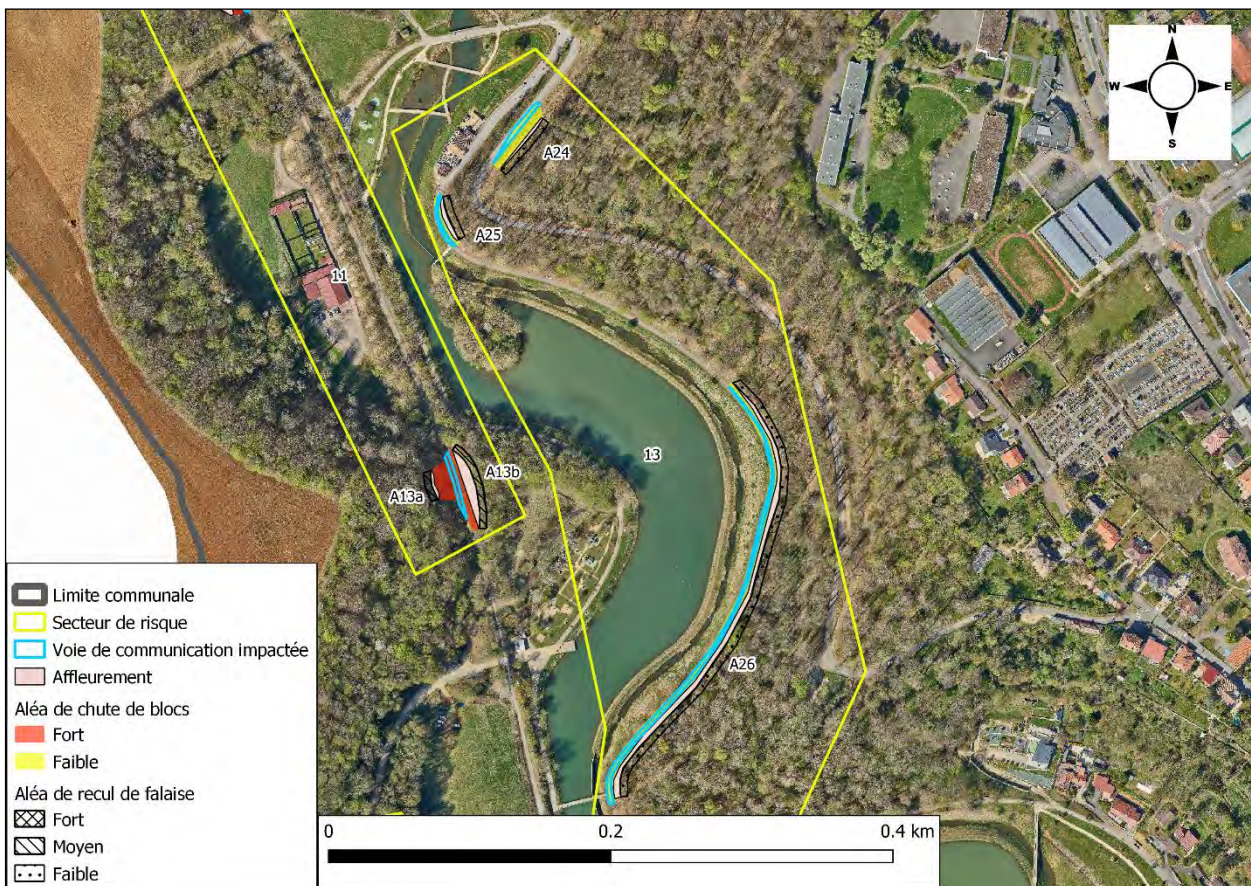 N
W E
S
A24
A25
11
13
A13b
A13a
A26
Limite communale
Secteur de risque
Voie de communication impactée
Affleurement
Aléa de chute de blocs
Fort
Faible
Aléa de recul de falaise
Fort
Moyen
Faible
0 0.2 0.4 km